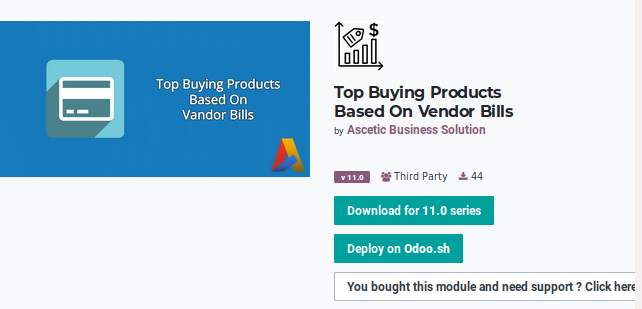 Top Buying Products
Based On
Vandor Bills
$
Top Buying Products
Based On Vendor Bills
by Ascetic Business Solution
v 11.0 Third Party 44
Download for 11.0 series
Deploy on Odoo.sh
You bought this module and need support ? Click here